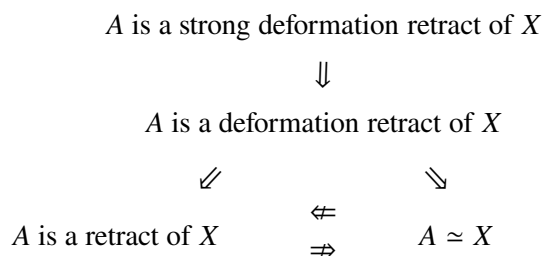 A is a strong deformation retract of X
⇓
A is a deformation retract of X
⇙ ⇘
⇍
A is a retract of X A ≃ X
⇏